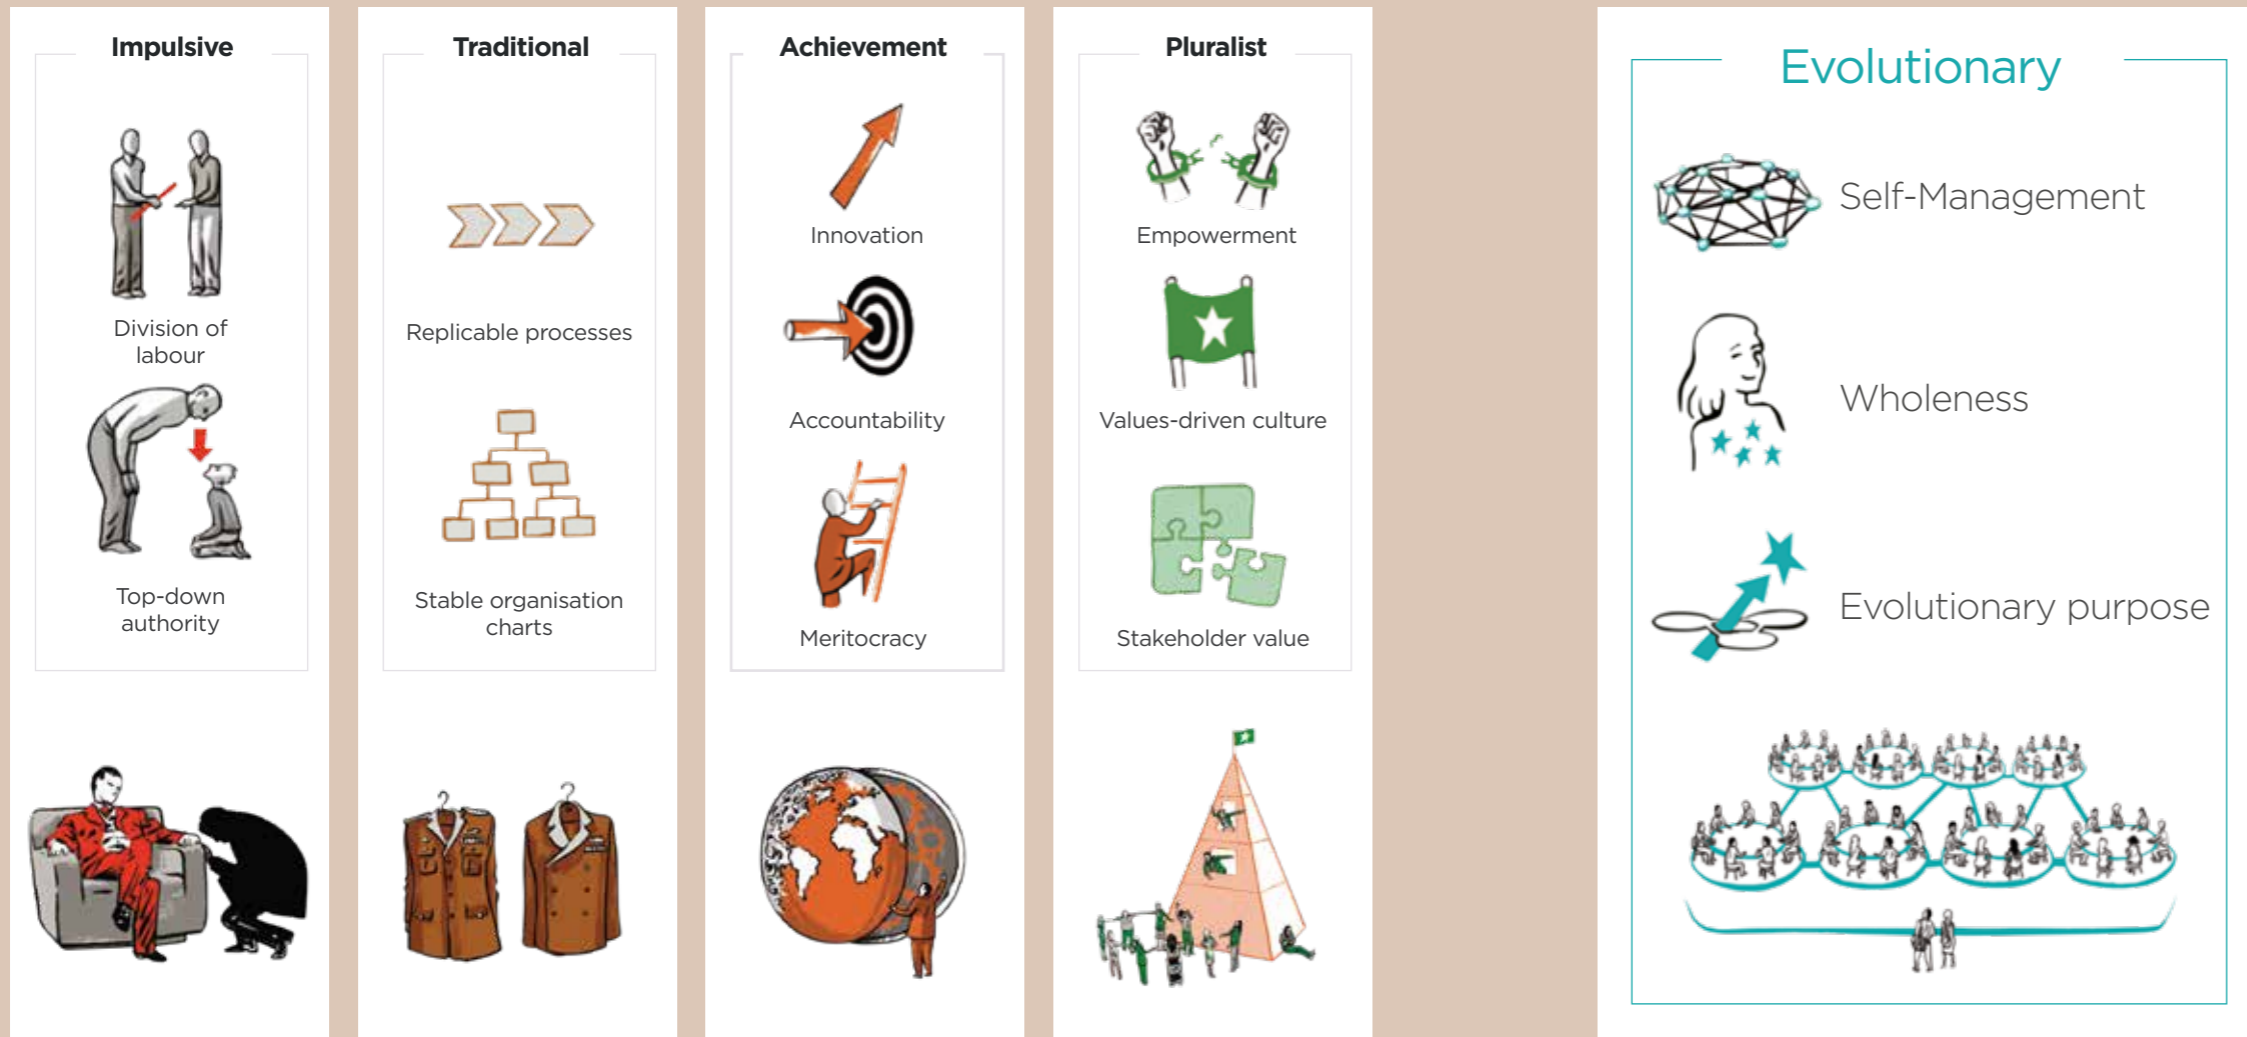 Impulsive
Division of
labour
Top-down
authority
Traditional
Replicable processes
Stable organisation
charts
Achievement
Innovation
Accountability
Meritocracy
Pluralist
Empowerment
Values-driven culture
Stakeholder value
Evolutionary
Self-Management
Wholeness
Evolutionary purpose